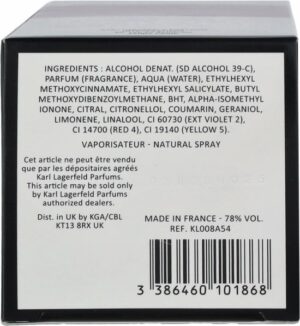 INGREDIENTS : ALCOHOL DENAT. (SD ALCOHOL 39-C),
PARFUM (FRAGRANCE), AQUA (WATER), ETHYLHEXYL
METHOXYCINNAMATE, ETHYLHEXYL SALICYLATE, BUTYL
METHOXYDIBENZOYLMETHANE, BHT, ALPHA-ISOMETHYL
IONONE, CITRAL, CITRONELLOL, COUMARIN, GERANIOL,
LIMONENE, LINALOOL, CI 60730 (EXT VIOLET 2),
CI 14700 (RED 4), CI 19140 (YELLOW 5).
VAPORISATEUR - NATURAL SPRAY
Cet article ne peut être vendu
que par les dépositaires agréés
Karl Lagerfeld Parfums.
This article may be sold only
by Karl Lagerfeld Parfums
authorized dealers.
Dist. in UK by KGA/CBL
KT13 8RX UK
MADE IN FRANCE - 78% VOL.
REF. KL008A54
3 386460 101868